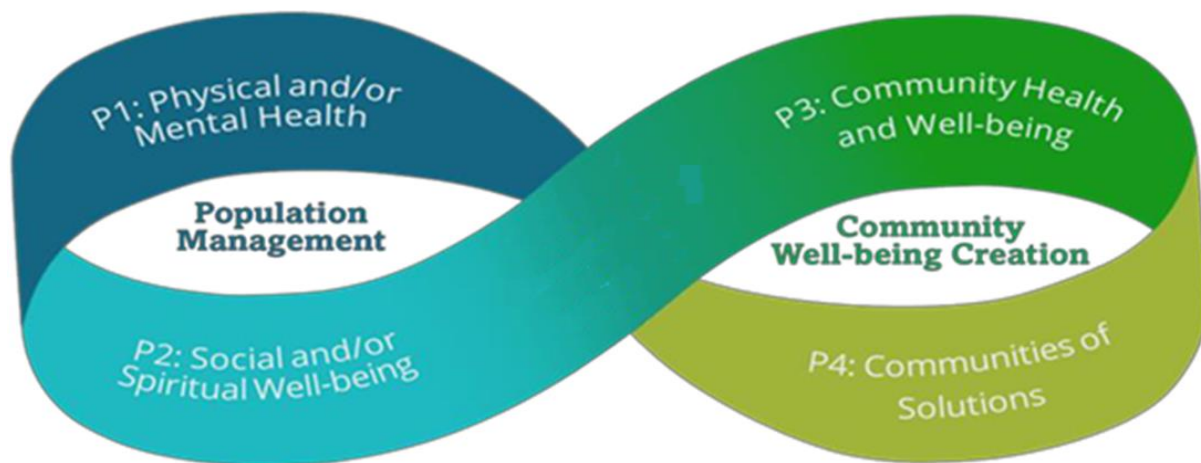 P1: Physical and/or
Mental Health
Population
Management
P2: Social and/or
Spiritual Well-being
P3: Community Health
and Well-being
Community
Well-being Creation
P4: Communities of
Solutions